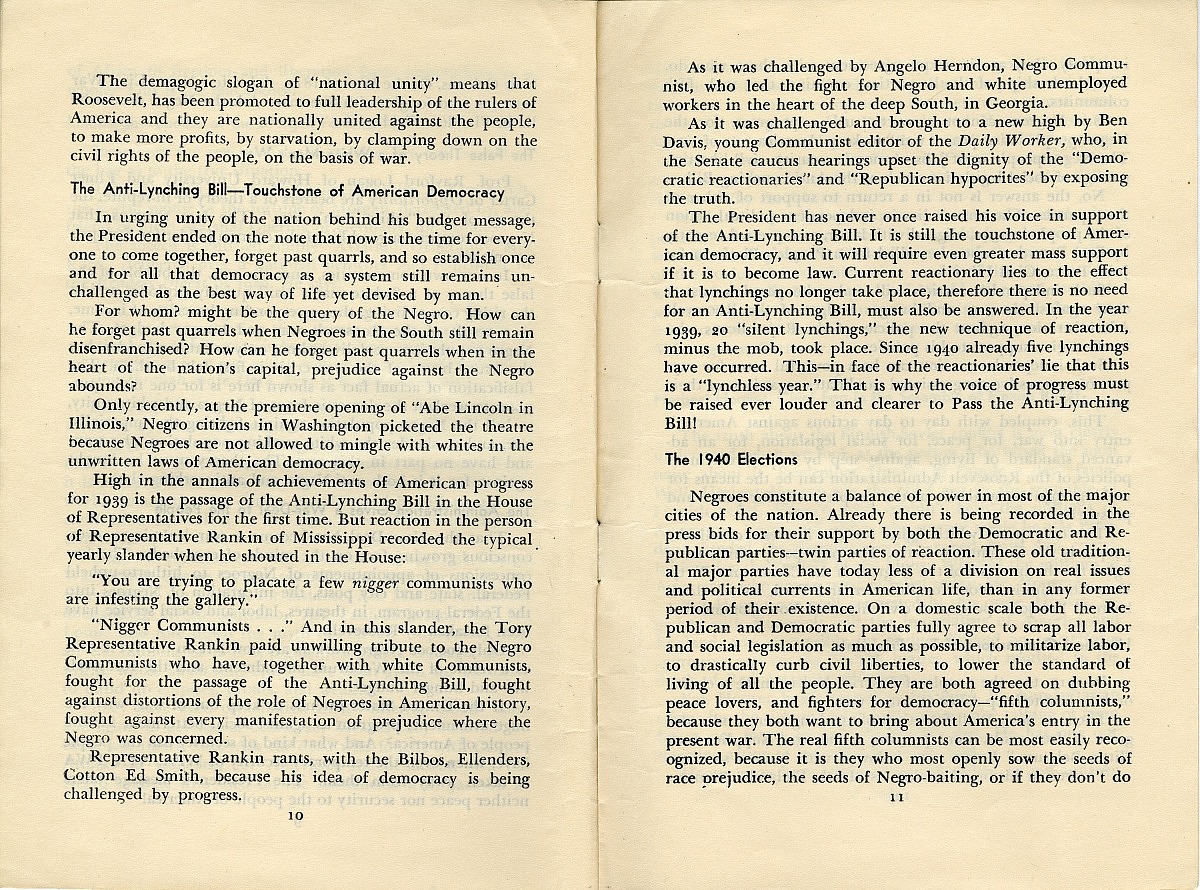 The demagogic slogan of "national unity" means that
Roosevelt, has been promoted to full leadership of the rulers of
America and they are nationally united against the people,
to make more profits, by starvation, by clamping down on the
civil rights of the people, on the basis of war.
The Anti-Lynching Bill—Touchstone of American Democracy
In urging unity of the nation behind his budget message,
the President ended on the note that now is the time for every-
one to come together, forget past quarrls, and so establish once
and for all that democracy as a system still remains un-
challenged as the best way of life yet devised by man.
For whom? might be the query of the Negro. How can
he forget past quarrels when Negroes in the South still remain
disenfranchised? How can he forget past quarrels when in the
heart of the nation's capital, prejudice against the Negro
abounds?
Only recently, at the premiere opening of "Abe Lincoln in
Illinois," Negro citizens in Washington picketed the theatre
because Negroes are not allowed to mingle with whites in the
unwritten laws of American democracy.
High in the annals of achievements of American progress
for 1939 is the passage of the Anti-Lynching Bill in the House
of Representatives for the first time. But reaction in the person
of Representative Rankin of Mississippi recorded the typical
yearly slander when he shouted in the House:
"You are trying to placate a few nigger communists who
are infesting the gallery."
"Nigger Communists . . ." And in this slander, the Tory
Representative Rankin paid unwilling tribute to the Negro
Communists who have, together with white Communists,
fought for the passage of the Anti-Lynching Bill, fought
against distortions of the role of Negroes in American history,
fought against every manifestation of prejudice where the
Negro was concerned.
Representative Rankin rants, with the Bilbos, Ellenders,
Cotton Ed Smith, because his idea of democracy is being
challenged by progress.
10
As it was challenged by Angelo Herndon, Negro Commu-
nist, who led the fight for Negro and white unemployed
workers in the heart of the deep South, in Georgia.
As it was challenged and brought to a new high by Ben
Davis, young Communist editor of the Daily Worker, who, in
the Senate caucus hearings upset the dignity of the "Demo-
cratic reactionaries" and "Republican hypocrites" by exposing
the truth.
The President has never once raised his voice in support
of the Anti-Lynching Bill. It is still the touchstone of Amer-
ican democracy, and it will require even greater mass support
if it is to become law. Current reactionary lies to the effect
that lynchings no longer take place, therefore there is no need
for an Anti-Lynching Bill, must also be answered. In the year
1939, 20 "silent lynchings," the new technique of reaction,
minus the mob, took place. Since 1940 already five lynchings
have occurred. This—in face of the reactionaries' lie that this
is a "lynchless year." That is why the voice of progress must
be raised ever louder and clearer to Pass the Anti-Lynching
Bill!
The 1940 Elections
Negroes constitute a balance of power in most of the major
cities of the nation. Already there is being recorded in the
press bids for their support by both the Democratic and Re-
publican parties—twin parties of reaction. These old tradition-
al major parties have today less of a division on real issues
and political currents in American life, than in any former
period of their existence. On a domestic scale both the Re-
publican and Democratic parties fully agree to scrap all labor
and social legislation as much as possible, to militarize labor,
to drastically curb civil liberties, to lower the standard of
living of all the people. They are both agreed on dubbing
peace lovers, and fighters for democracy—"fifth columnists,"
because they both want to bring about America's entry in the
present war. The real fifth columnists can be most easily reco-
ognized, because it is they who most openly sow the seeds of
race prejudice, the seeds of Negro-baiting, or if they don't do
11